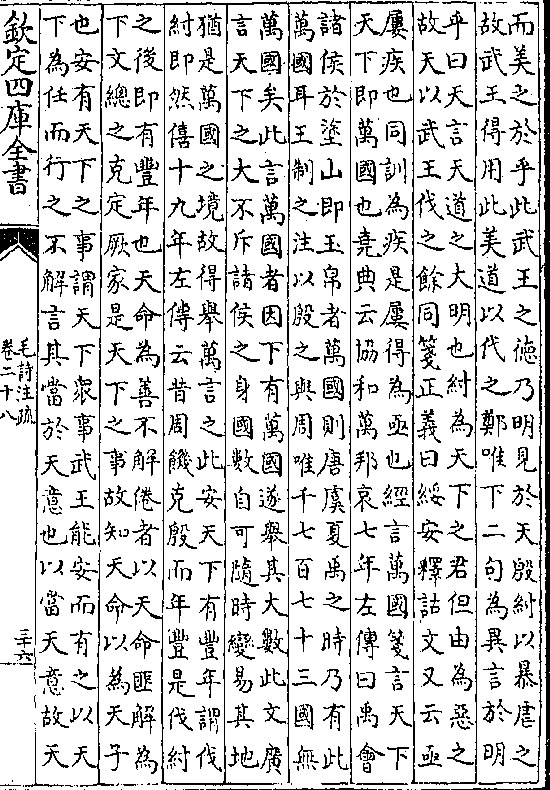 而美之於乎此武王之徳乃明見於天殷紂以暴虐之
故武王得用此美道以代之鄭唯下二句為異言於明
乎曰天言天道之大明也紂為天下之君但由為惡之
故天以武王伐之餘同箋正義曰綏安釋詁文又云亟
屢疾也同訓為疾是屢得為亟也經言萬國箋言天下
天下即萬國也堯典云協和萬邦哀七年左傳曰禹會
諸侯於塗山即玉帛者萬國則唐虞夏禹之時乃有此
萬國耳王制之注以殷之與周唯千七百七十三國無
萬國矣此言萬國者因下有萬國遂舉其大數此文廣
言天下之大不斥諸侯之身國數自可隨時變易其地
猶是萬國之境故得舉萬言之此安天下有豐年謂伐
紂即然僖十九年左傳云昔周饑克殷而年豐是伐紂
之後即有豐年也天命為善不解倦者以天命匪解為
下文總之克定厥家是天下之事故知天命以為天子
也安有天下之事謂天下衆事武王能安而有之以天
下為任而行之不解言其當於天意也以當天意故天
欽定四庫全書
毛詩注疏
卷二十八
三十六